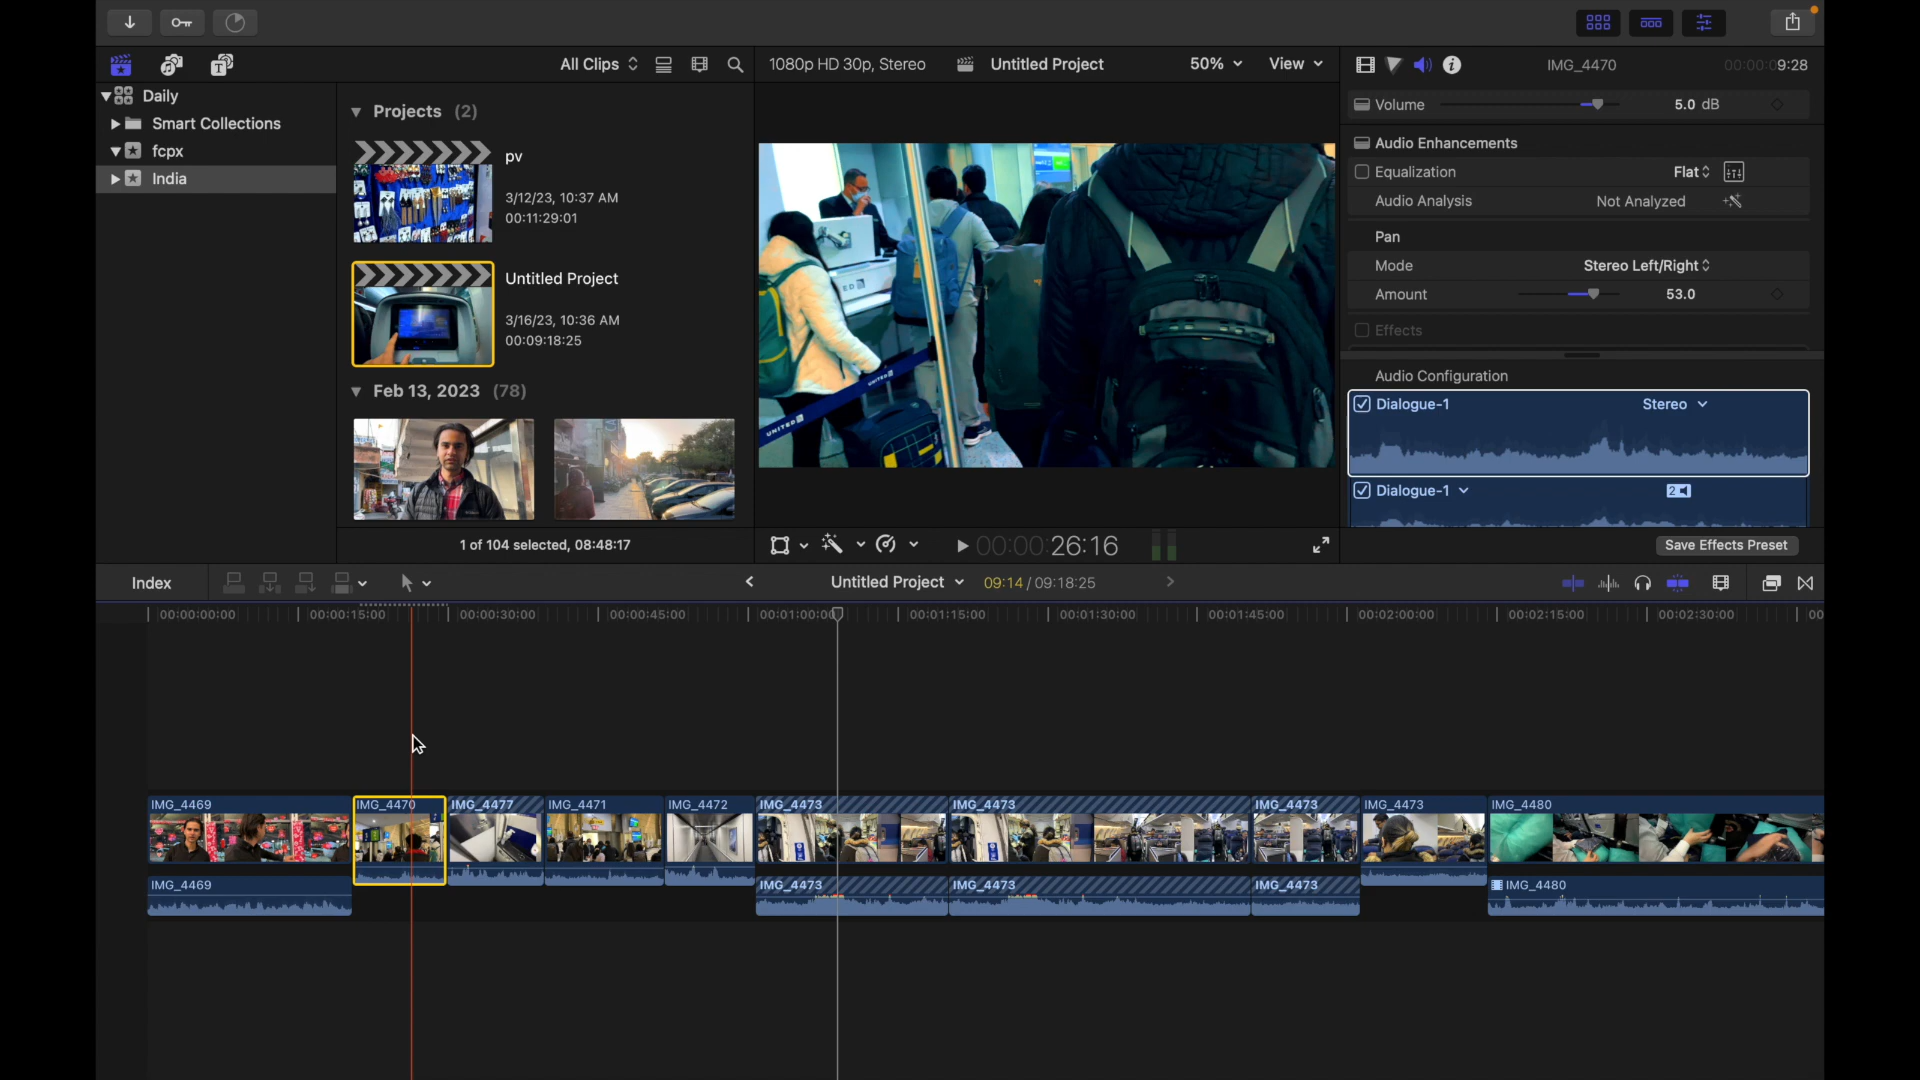 All Clips
1080p HD 30p, Stereo
Untitled Project
50%
View
IMG_4470
00:00:09:28
Daily
Smart Collections
fcpx
India
Projects (2)
pv
3/12/23, 10:37 AM
00:11:29:01
Untitled Project
3/16/23, 10:36 AM
00:09:18:25
Feb 13, 2023 (78)
1 of 104 selected, 08:48:17
UNITED
UNITED
Volume 5.0 dB
Audio Enhancements
Equalization Flat
Audio Analysis Not Analyzed
Pan
Mode Stereo Left/Right
Amount 53.0
Effects
Audio Configuration
Dialogue-1 Stereo
Dialogue-1 2
Save Effects Preset
00:00:00:26:16
Index
Untitled Project
09:14 / 09:18:25
00:00:00:00 00:00:15:00 00:00:30:00 00:00:45:00 00:01:00:00 00:01:15:00 00:01:30:00 00:01:45:00 00:02:00:00 00:02:15:00 00:02:30:00 00
IMG_4469 IMG_4470 IMG_4477 IMG_4471 IMG_4472 IMG_4473 IMG_4473 IMG_4473 IMG_4473 IMG_4480
IMG_4469 IMG_4473 IMG_4473 IMG_4473 IMG_4480